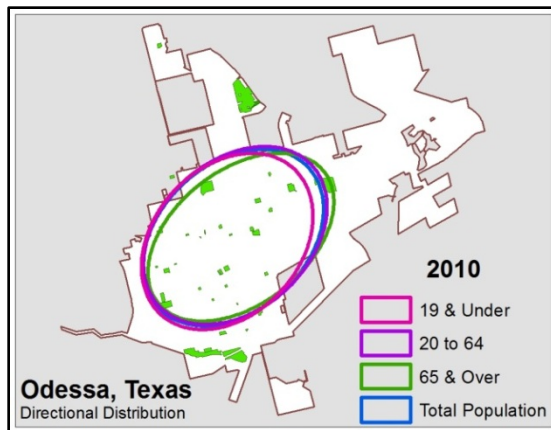 2010
19 & Under
20 to 64
65 & Over
Total Population
Odessa, Texas
Directional Distribution